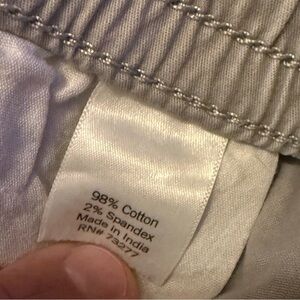 98% Cotton
2% Spandex
Made in India
RN# 73277